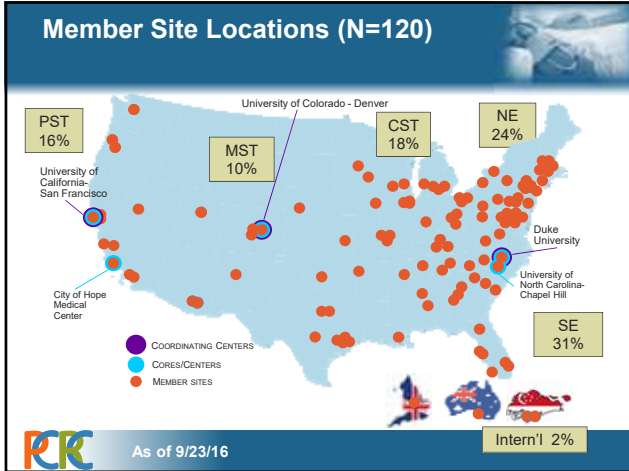 Member Site Locations (N=120)
University of Colorado - Denver
PST
16%
MST
10%
CST
18%
NE
24%
University of
California-
San Francisco
Duke
University
University of
North Carolina-
Chapel Hill
City of Hope
Medical
Center
SE
31%
COORDINATING CENTERS
CORES/CENTERS
MEMBER SITES
Intern'l 2%
PCRC
As of 9/23/16